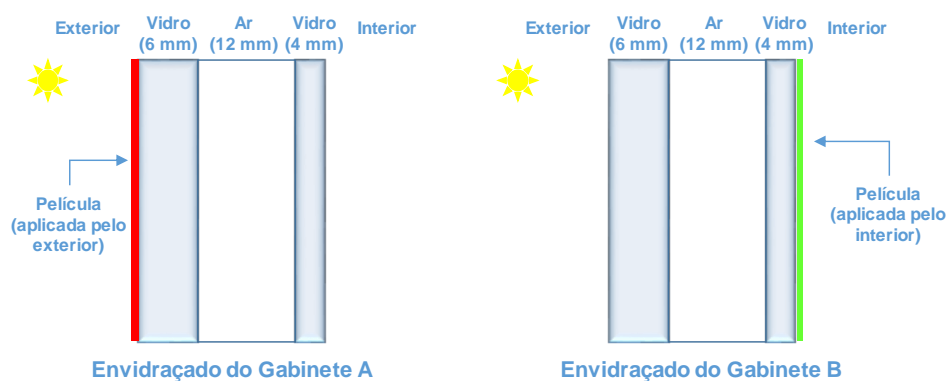 Exterior
Vidro
(6 mm)
Ar
(12 mm)
Vidro
(4 mm)
Interior
Película
(aplicada pelo
exterior)
Envidraçado do Gabinete A
Exterior
Vidro
(6 mm)
Ar
(12 mm)
Vidro
(4 mm)
Interior
Película
(aplicada pelo
interior)
Envidraçado do Gabinete B